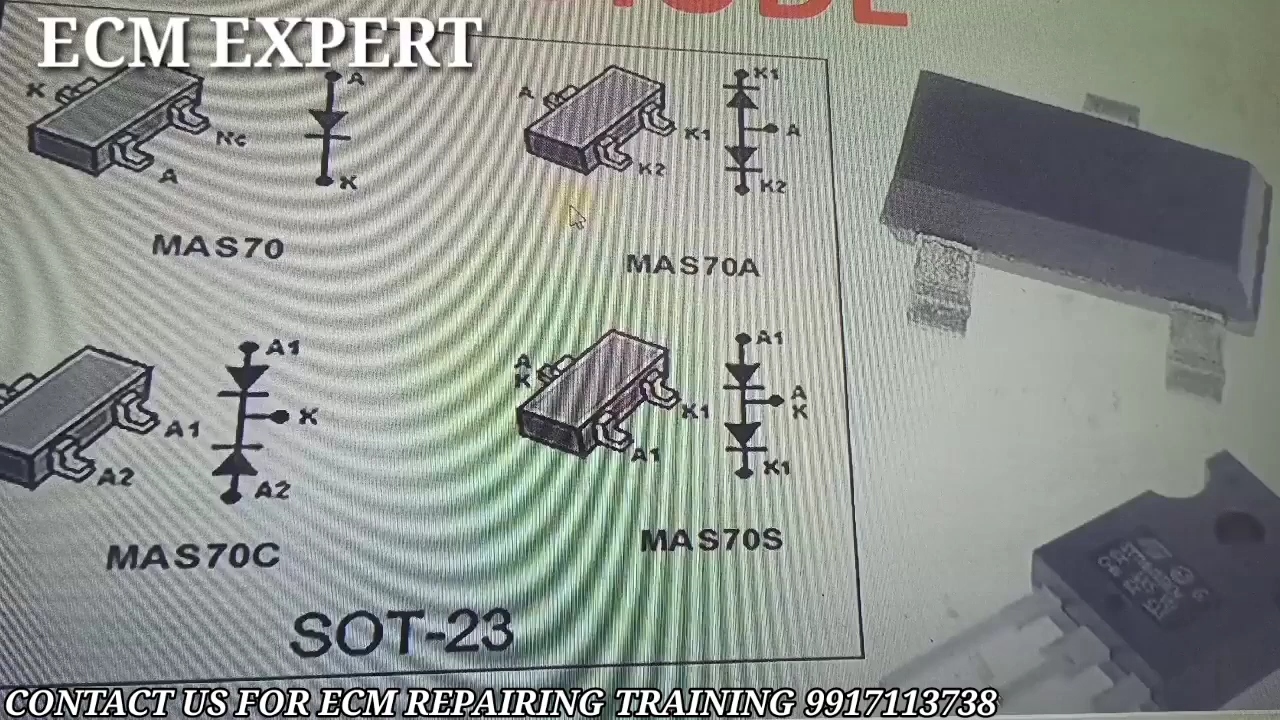 ECM EXPERT
K
Nc
A
A
K
MAS70
A
K1
K2
K1
A
K2
MAS70A
A1
A2
A1
K
A2
MAS70C
A
K
K1
A1
A1
A
K
K1
MAS70S
SOT-23
CONTACT US FOR ECM REPAIRING TRAINING 9917113738